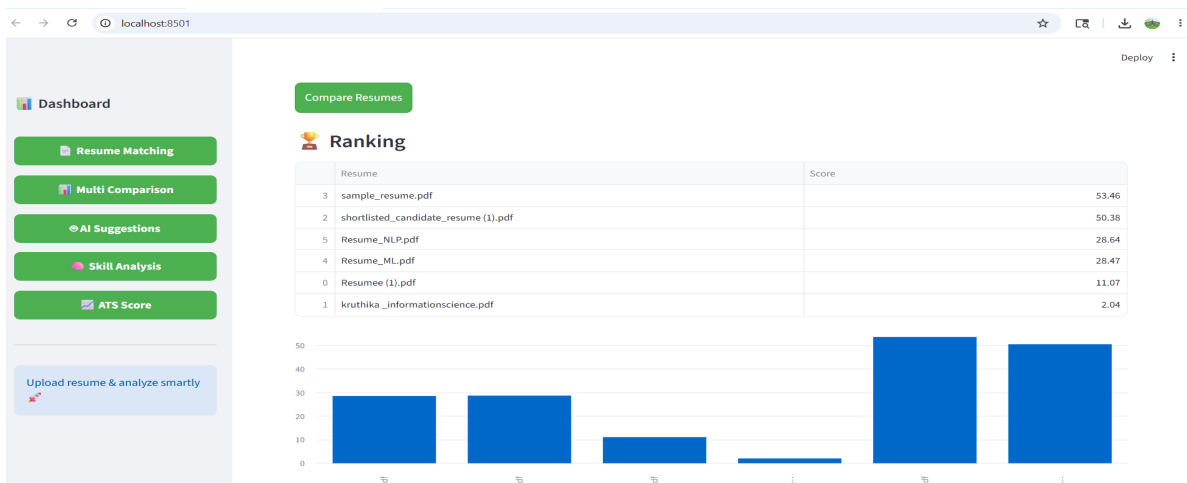 localhost:8501
Deploy
Dashboard
Resume Matching
Multi Comparison
AI Suggestions
Skill Analysis
ATS Score
Upload resume & analyze smartly
Compare Resumes
Ranking
Resume Score
3 sample_resume.pdf 53.46
2 shortlisted_candidate_resume (1).pdf 50.38
5 Resume_NLP.pdf 28.64
4 Resume_ML.pdf 28.47
0 Resumee (1).pdf 11.07
1 kruthika _informationscience.pdf 2.04
50
40
30
20
10
0